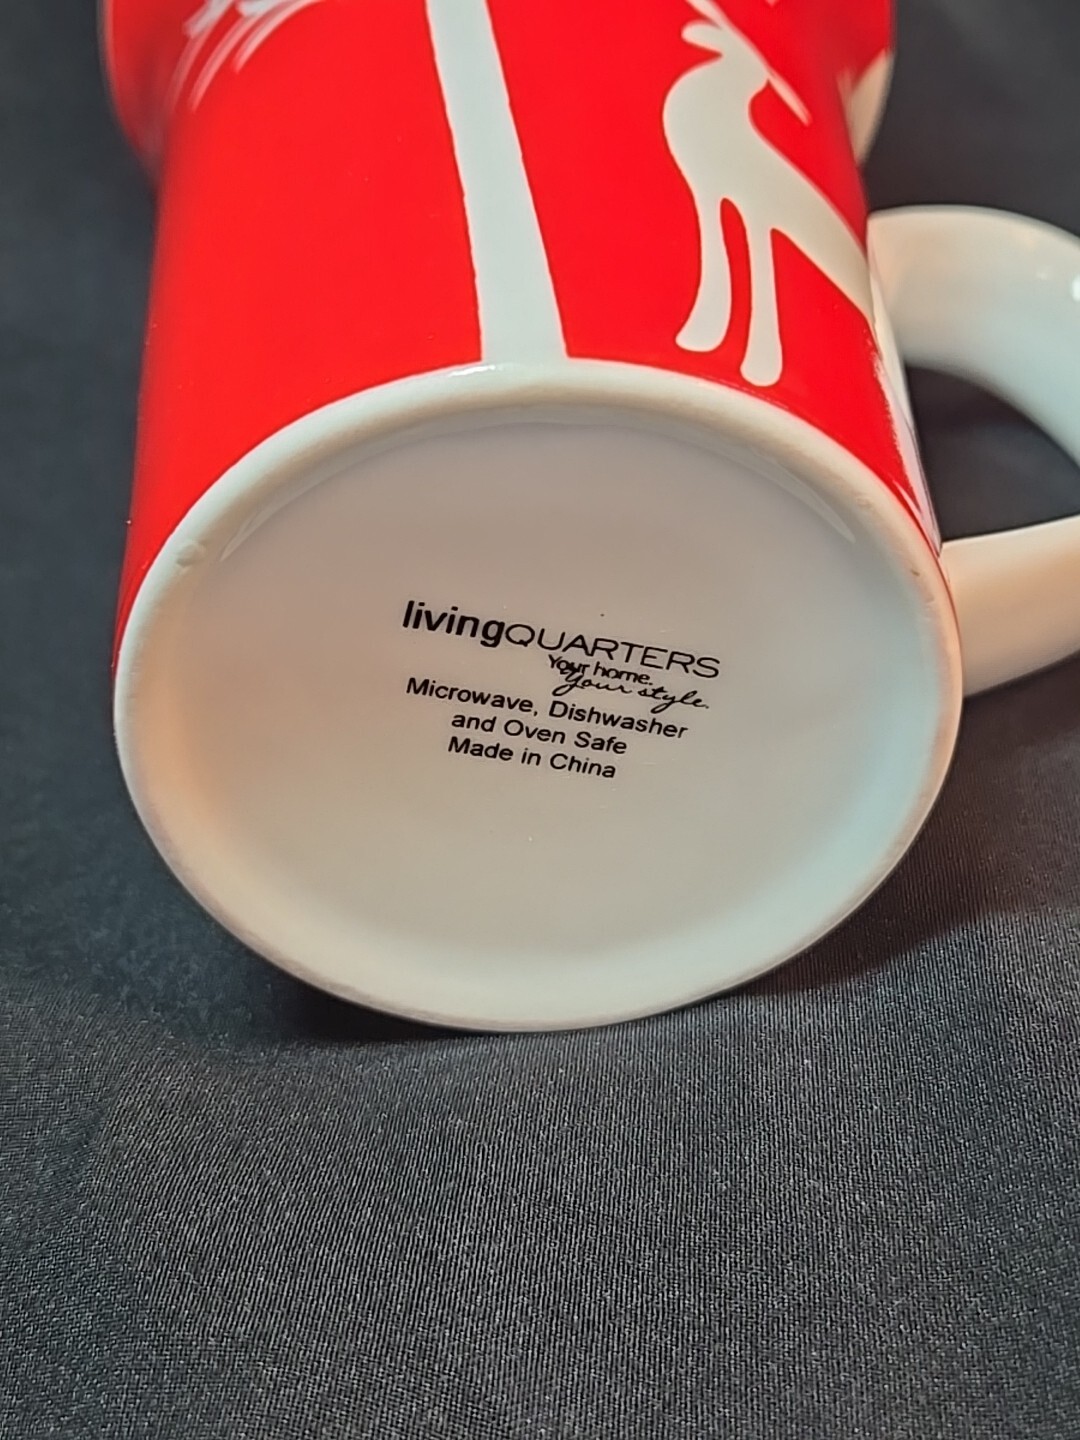 livingQUARTERS
Your home.
Your style.
Microwave, Dishwasher
and Oven Safe
Made in China